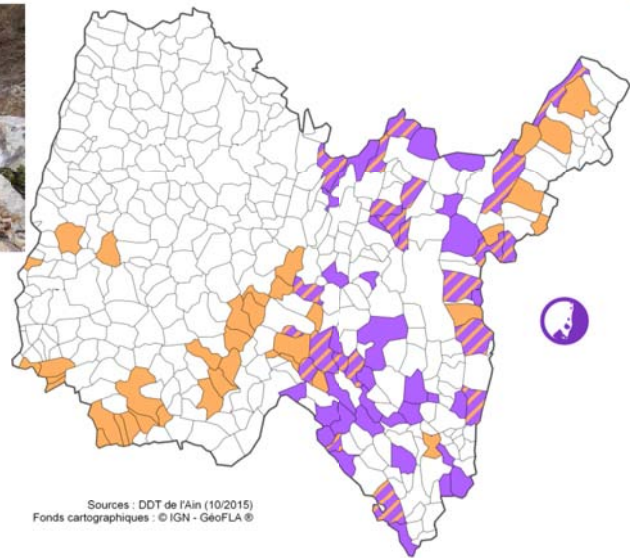 Sources : DDT de l'Ain (10/2015)
Fonds cartographiques : © IGN - GéoFLA ®